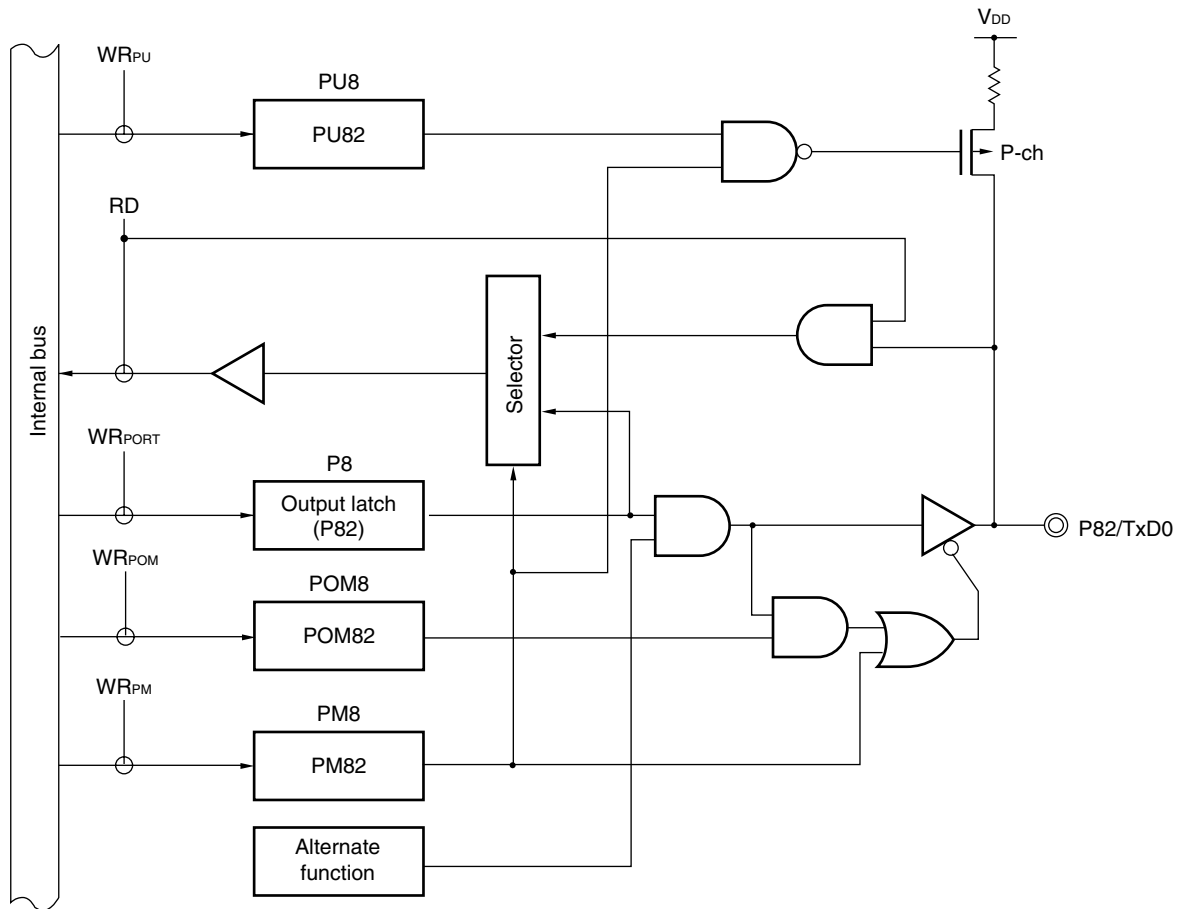 VDD
WRPU
PU8
PU82
P-ch
RD
Internal bus
Selector
WRPORT
P8
Output latch
(P82)
P82/TxD0
WRPOM
POM8
POM82
WRPM
PM8
PM82
Alternate
function